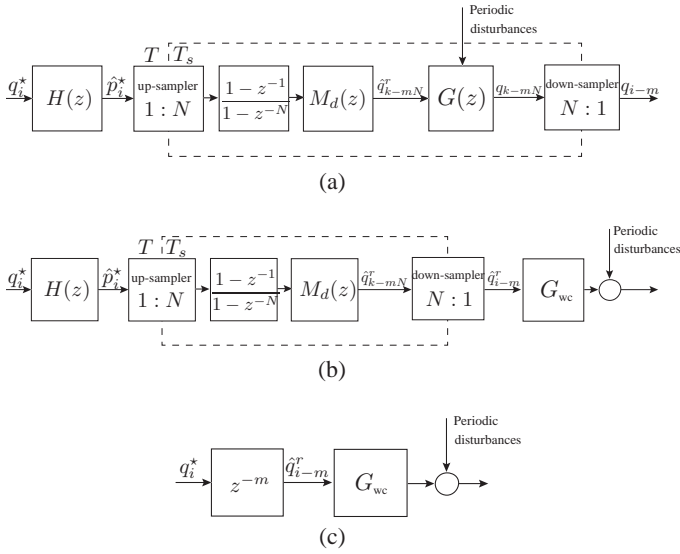 Periodic
disturbances
T T_s
q_i^⋆ H(z) p̂_i^⋆ up-sampler 1 : N (1 − z^{-1})/(1 − z^{-N}) M_d(z) q̂^r_{k−mN} G(z) q_{k−mN} down-sampler N : 1 q_{i−m}
(a)
Periodic
disturbances
T T_s
q_i^⋆ H(z) p̂_i^⋆ up-sampler 1 : N (1 − z^{-1})/(1 − z^{-N}) M_d(z) q̂^r_{k−mN} down-sampler N : 1 q̂^r_{i−m} G_wc
(b)
Periodic
disturbances
q_i^⋆ z^{-m} q̂^r_{i−m} G_wc
(c)